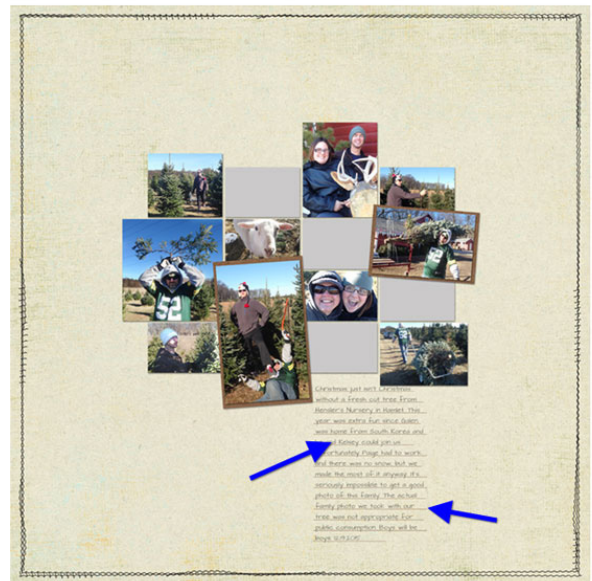 Christmas just isn't Christmas
without a fresh cut tree from
Hensler's Nursery in Hamlet. This
year was extra fun since Galen
was home from South Korea and
Kelsey could join us.
Unfortunately Paige had to work
and there was no snow, but we
made the most of it anyway. It's
seriously impossible to get a good
photo of this family. The actual
family photo we took with our
tree was not appropriate for
public consumption. Boys will be
boys.